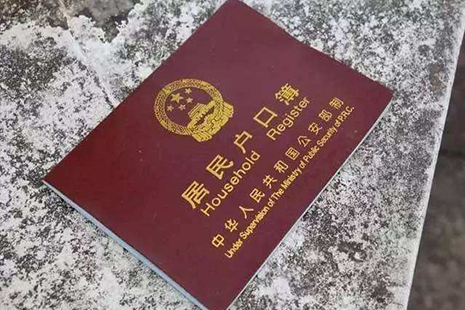 居民户口簿
Household Register
中华人民共和国公安部制
Under Supervision of The Ministry of Public Security of P.R.C.